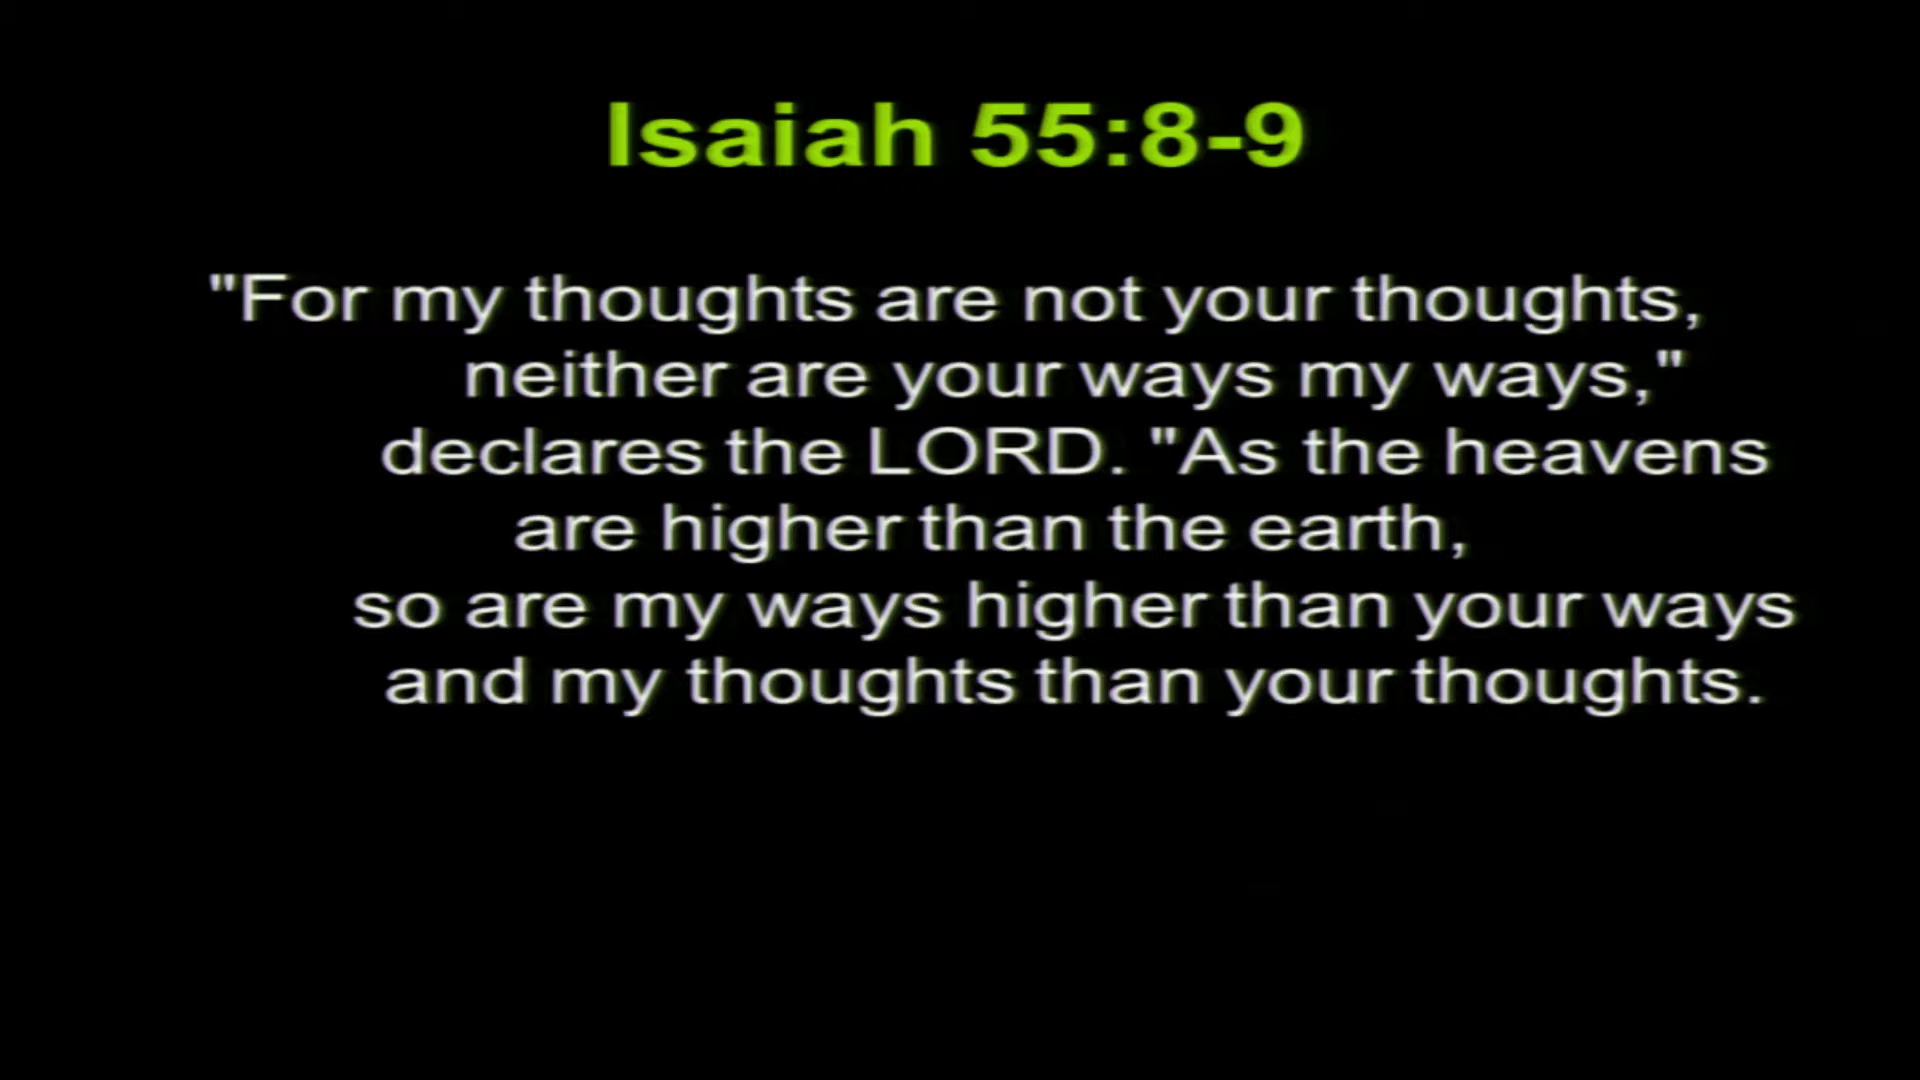 Isaiah 55:8-9
"For my thoughts are not your thoughts,
neither are your ways my ways,"
declares the LORD. "As the heavens
are higher than the earth,
so are my ways higher than your ways
and my thoughts than your thoughts.